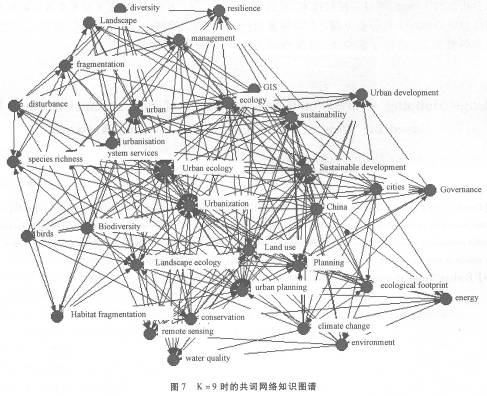 diversity
resilience
Landscape
management
fragmentation
GIS
Urban development
disturbance
urban
ecology
sustainability
urbanisation
ystem services
species richness
Urban ecology
Sustainable development
cities
Governance
Urbanization
China
birds
Biodiversity
Land use
Landscape ecology
Planning
urban planning
ecological footprint
energy
Habitat fragmentation
conservation
climate change
remote sensing
environment
water quality
图 7 K=9 时的共词网络知识图谱